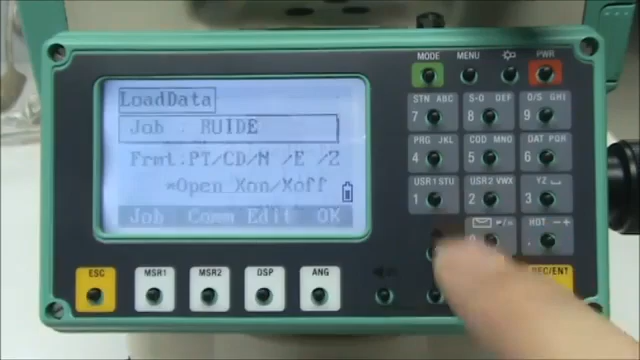 LoadData
Job . RUIDE
Frmt.PT/CD/N /E /Z
*Open Xon/Xoff
Job Comm Edit OK
MODE MENU PWR
STN ABC S-O DEF O/S GHI
7 8 9
PRG JKL COD MNO DAT PQR
4 5 6
USR1 STU USR2 VWX YZ
1 2 3
HOT -+
0 .
ESC MSR1 MSR2 DSP ANG REC/ENT